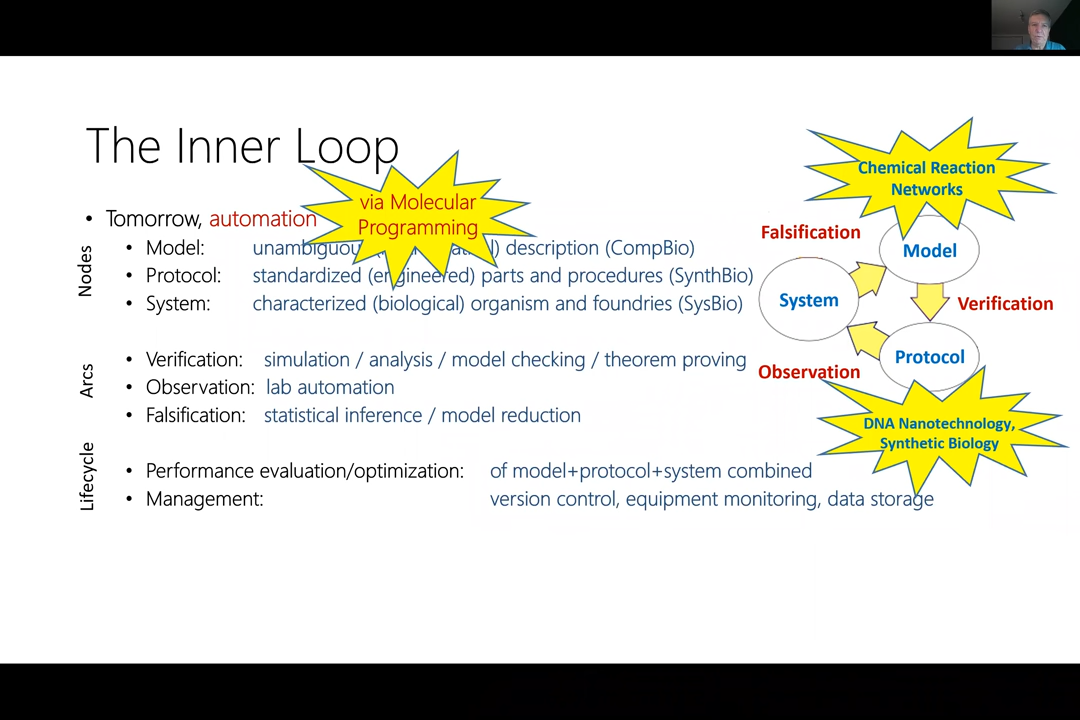 The Inner Loop
via Molecular
Programming
• Tomorrow, automation
Nodes
• Model: unambiguou l) description (CompBio)
• Protocol: standardized (engineered) parts and procedures (SynthBio)
• System: characterized (biological) organism and foundries (SysBio)
Arcs
• Verification: simulation / analysis / model checking / theorem proving
• Observation: lab automation
• Falsification: statistical inference / model reduction
Lifecycle
• Performance evaluation/optimization: of model+protocol+system combined
• Management: version control, equipment monitoring, data storage
Chemical Reaction
Networks
Falsification
Model
System
Verification
Protocol
Observation
DNA Nanotechnology,
Synthetic Biology